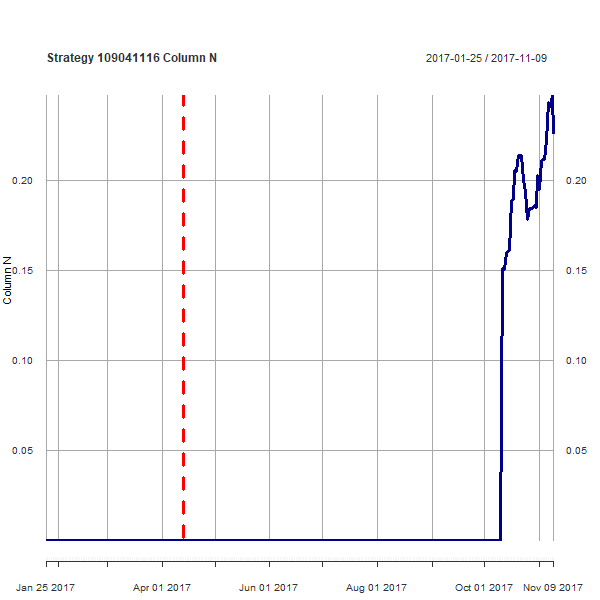 Strategy 109041116 Column N
2017-01-25 / 2017-11-09
0.20
0.20
0.15
0.15
Column N
0.10
0.10
0.05
0.05
Jan 25 2017
Apr 01 2017
Jun 01 2017
Aug 01 2017
Oct 01 2017
Nov 09 2017